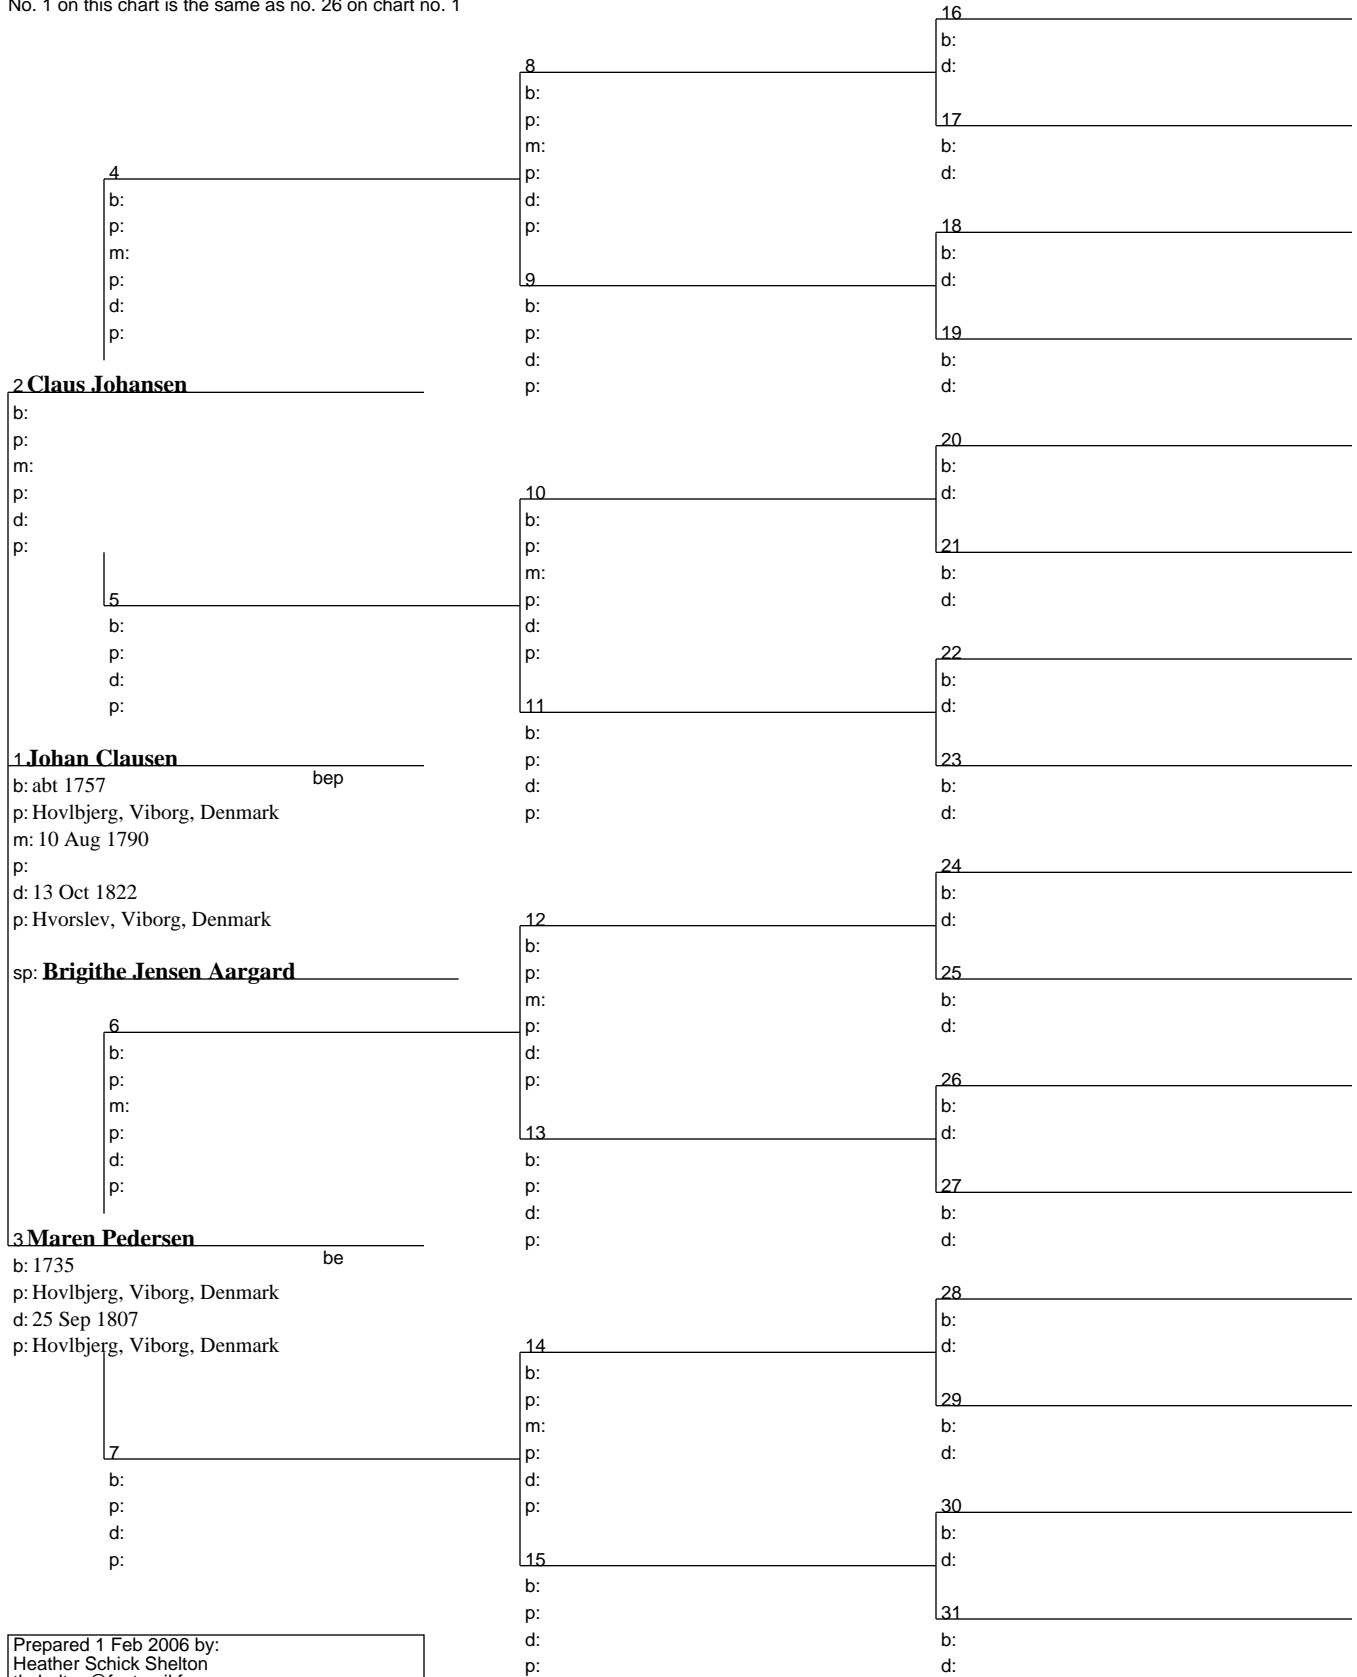 No. 1 on this chart is the same as no. 26 on chart no. 1
16
b:
d:
8
b:
p:
m:
p:
d:
p:
17
b:
d:
4
b:
p:
m:
p:
d:
p:
18
b:
d:
9
b:
p:
d:
p:
19
b:
d:
2 Claus Johansen
b:
p:
m:
p:
d:
p:
20
b:
d:
10
b:
p:
m:
p:
d:
p:
21
b:
d:
5
b:
p:
d:
p:
22
b:
d:
11
b:
p:
d:
p:
23
b:
d:
1 Johan Clausen
bep
b: abt 1757
p: Hovlbjerg, Viborg, Denmark
m: 10 Aug 1790
p:
d: 13 Oct 1822
p: Hvorslev, Viborg, Denmark
sp: Brigithe Jensen Aargard
24
b:
d:
12
b:
p:
m:
p:
d:
p:
25
b:
d:
6
b:
p:
m:
p:
d:
p:
26
b:
d:
13
b:
p:
d:
p:
27
b:
d:
3 Maren Pedersen
be
b: 1735
p: Hovlbjerg, Viborg, Denmark
d: 25 Sep 1807
p: Hovlbjerg, Viborg, Denmark
28
b:
d:
14
b:
p:
m:
p:
d:
p:
29
b:
d:
7
b:
p:
d:
p:
30
b:
d:
15
b:
p:
d:
p:
31
b:
d:
Prepared 1 Feb 2006 by:
Heather Schick Shelton